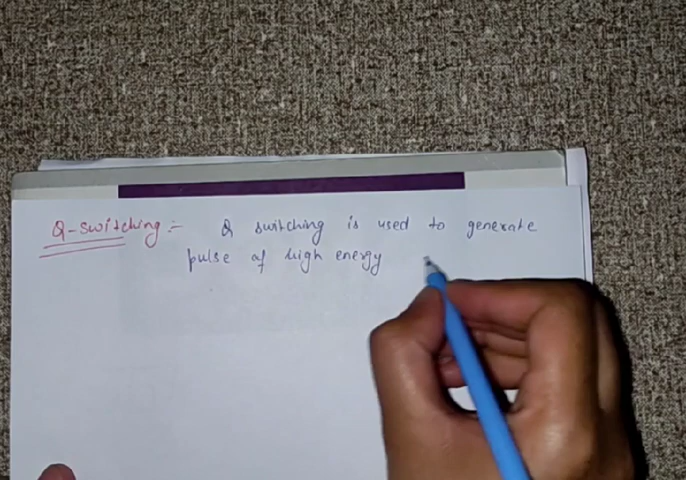 Q-switching :- Q switching is used to generate
pulse of high energy